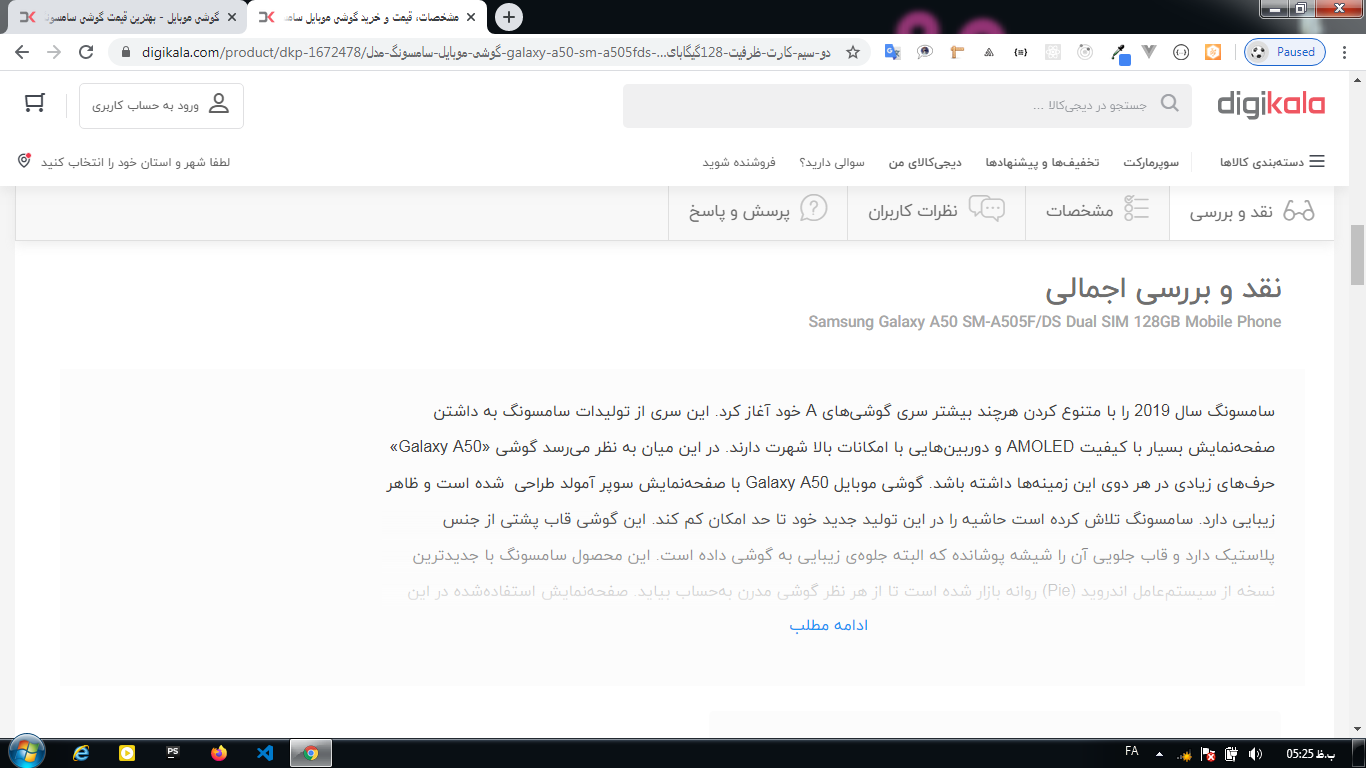 گوشی موبایل - بهترین قیمت گوشی سامسون
مشخصات، قیمت و خرید گوشی موبایل سامس
digikala.com/product/dkp-1672478/گوشی-موبایل-سامسونگ-مدل-galaxy-a50-sm-a505fds-...دو-سیم-کارت-ظرفیت-128گیگابای
Paused
digikala
جستجو در دیجی‌کالا ...
ورود به حساب کاربری
دسته‌بندی کالاها
سوپرمارکت
تخفیف‌ها و پیشنهادها
دیجی‌کالای من
سوالی دارید؟
فروشنده شوید
لطفا شهر و استان خود را انتخاب کنید
نقد و بررسی
مشخصات
نظرات کاربران
پرسش و پاسخ
نقد و بررسی اجمالی
Samsung Galaxy A50 SM-A505F/DS Dual SIM 128GB Mobile Phone
سامسونگ سال 2019 را با متنوع کردن هرچند بیشتر سری گوشی‌های A خود آغاز کرد. این سری از تولیدات سامسونگ به داشتن
صفحه‌نمایش بسیار با کیفیت AMOLED و دوربین‌هایی با امکانات بالا شهرت دارند. در این میان به نظر می‌رسد گوشی «Galaxy A50»
حرف‌های زیادی در هر دوی این زمینه‌ها داشته باشد. گوشی موبایل Galaxy A50 با صفحه‌نمایش سوپر آمولد طراحی شده است و ظاهر
زیبایی دارد. سامسونگ تلاش کرده است حاشیه را در این تولید جدید خود تا حد امکان کم کند. این گوشی قاب پشتی از جنس
پلاستیک دارد و قاب جلویی آن را شیشه پوشانده که البته جلوه‌ی زیبایی به گوشی داده است. این محصول سامسونگ با جدیدترین
نسخه از سیستم‌عامل اندروید (Pie) روانه بازار شده است تا از هر نظر گوشی مدرن به‌حساب بیاید. صفحه‌نمایش استفاده‌شده در این
ادامه مطلب
PS
FA
05:25 ب.ظ